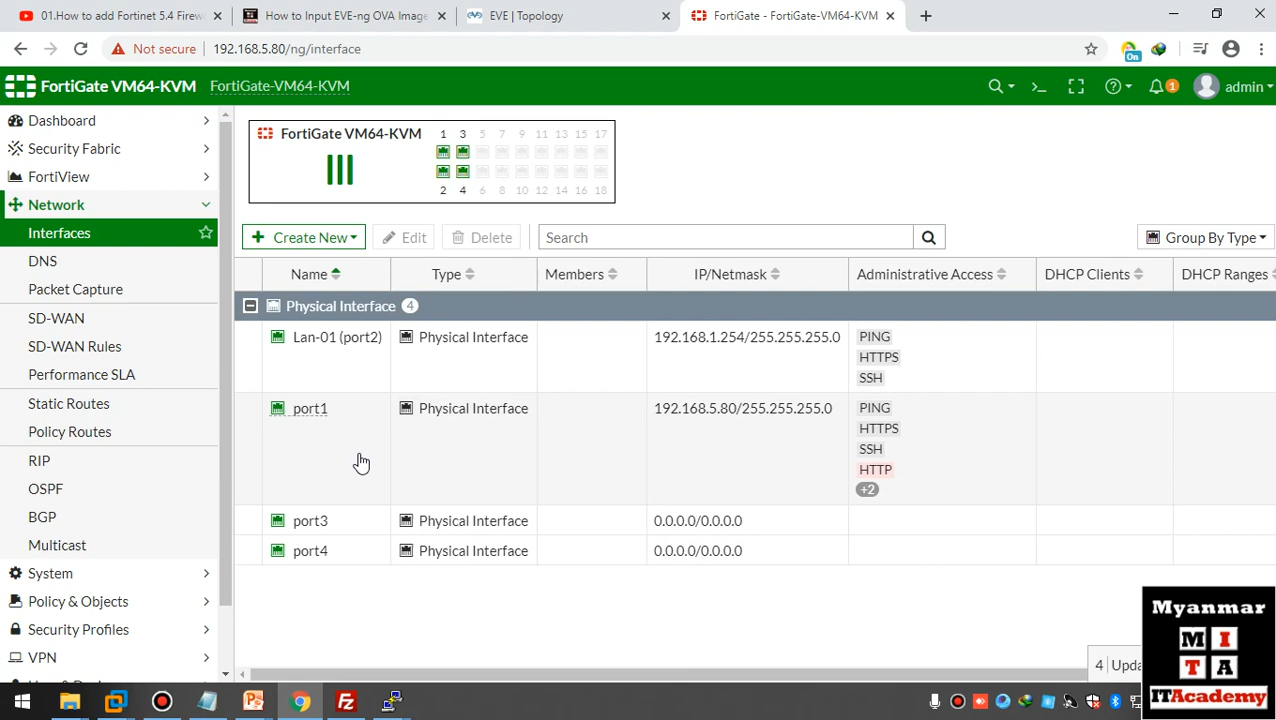 01.How to add Fortinet 5.4 Firew
How to Input EVE-ng OVA Imag
EVE | Topology
FortiGate - FortiGate-VM64-KVM
Not secure
192.168.5.80/ng/interface
On
FortiGate VM64-KVM
FortiGate-VM64-KVM
1
admin
Dashboard
Security Fabric
FortiView
Network
Interfaces
DNS
Packet Capture
SD-WAN
SD-WAN Rules
Performance SLA
Static Routes
Policy Routes
RIP
OSPF
BGP
Multicast
System
Policy & Objects
Security Profiles
VPN
FortiGate VM64-KVM
1 3 5 7 9 11 13 15 17
2 4 6 8 10 12 14 16 18
Create New Edit Delete Search Group By Type
Name Type Members IP/Netmask Administrative Access DHCP Clients DHCP Ranges
Physical Interface 4
Lan-01 (port2) Physical Interface 192.168.1.254/255.255.255.0 PING
HTTPS
SSH
port1 Physical Interface 192.168.5.80/255.255.255.0 PING
HTTPS
SSH
HTTP
+2
port3 Physical Interface 0.0.0.0/0.0.0.0
port4 Physical Interface 0.0.0.0/0.0.0.0
4 Upda
Myanmar
M I
T A
ITAcademy